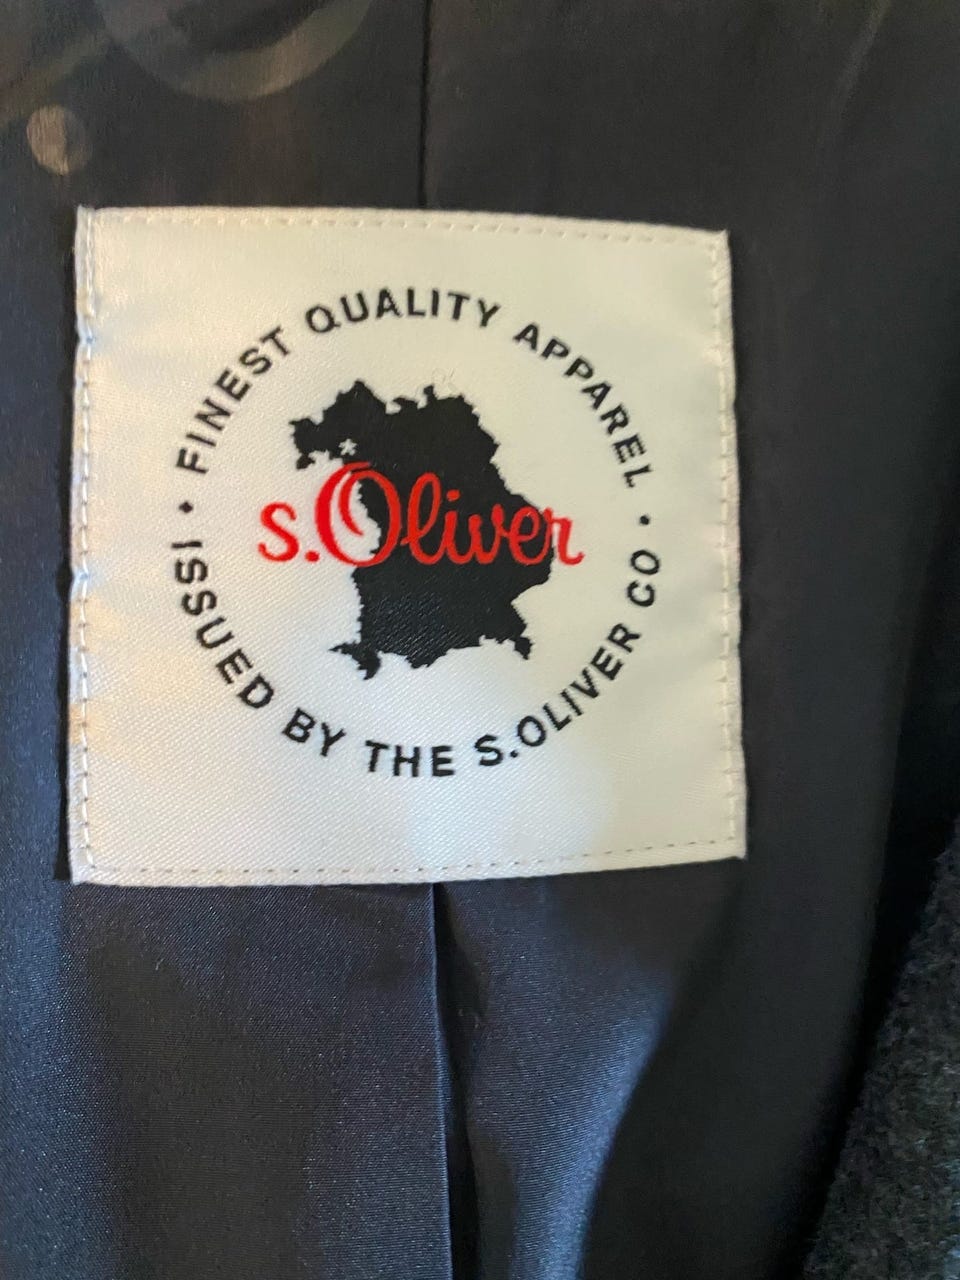 FINEST QUALITY APPAREL
s.Oliver
• ISSUED BY THE S.OLIVER CO •